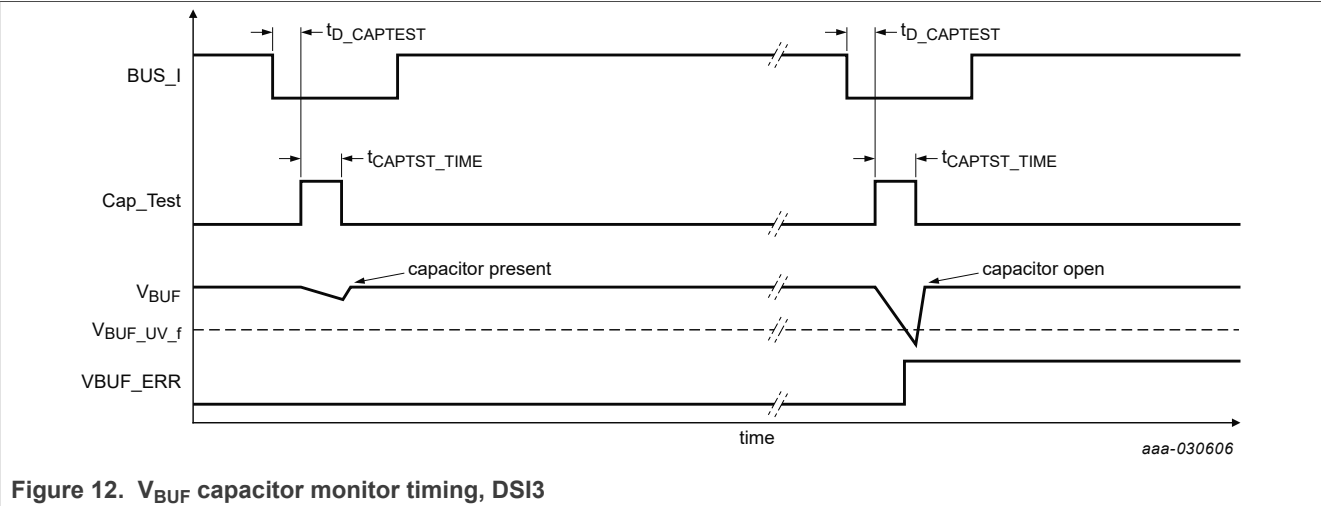 tD_CAPTEST tD_CAPTEST
BUS_I
tCAPTST_TIME tCAPTST_TIME
Cap_Test
capacitor present capacitor open
VBUF
VBUF_UV_f
VBUF_ERR
time
aaa-030606
Figure 12. VBUF capacitor monitor timing, DSI3